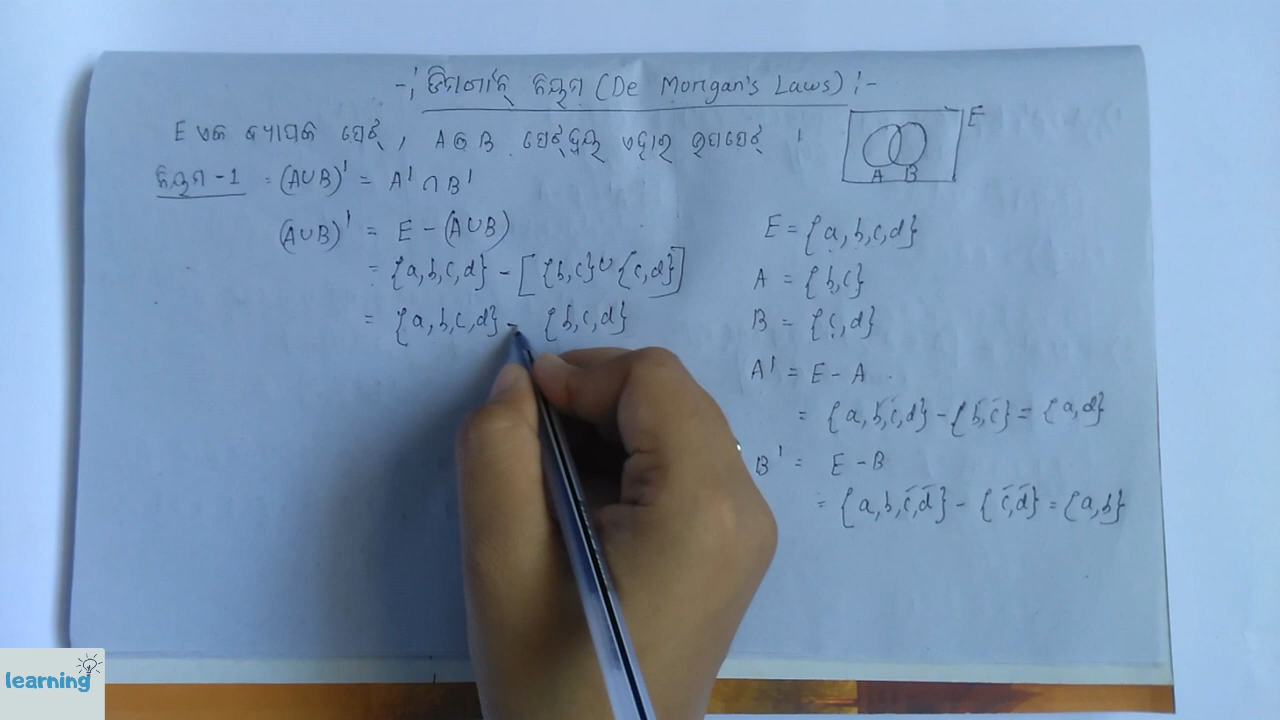 -: ଡିମର୍ଗାନ୍ ନିୟମ (De Morgan's Laws) :-
E ଏକ ବ୍ୟାପକ ସେଟ୍, A ଓ B ସେଟ୍‌ଦ୍ୱୟ ଏହାର ଉପସେଟ୍ ।
E
A B
ନିୟମ-1 : (A∪B)' = A' ∩ B'
(A∪B)' = E - (A∪B)
= {a,b,c,d} - [{b,c} ∪ {c,d}]
= {a,b,c,d} - {b,c,d}
E = {a,b,c,d}
A = {b,c}
B = {c,d}
A' = E - A
= {a,b,c,d} - {b,c} = {a,d}
B' = E - B
= {a,b,c,d} - {c,d} = {a,b}
learning